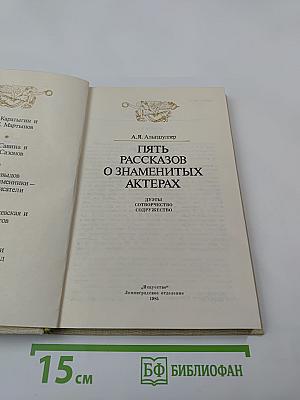 Каратыгин и
Мартынов
Савина и
Сазонов
А.Я. Альтшуллер
ПЯТЬ
РАССКАЗОВ
О ЗНАМЕНИТЫХ
АКТЕРАХ
ДУЭТЫ
СОТВОРЧЕСТВО
СОДРУЖЕСТВО
„Искусство“
Ленинградское отделение
1985
15 см
БФ БИБЛИОФАН